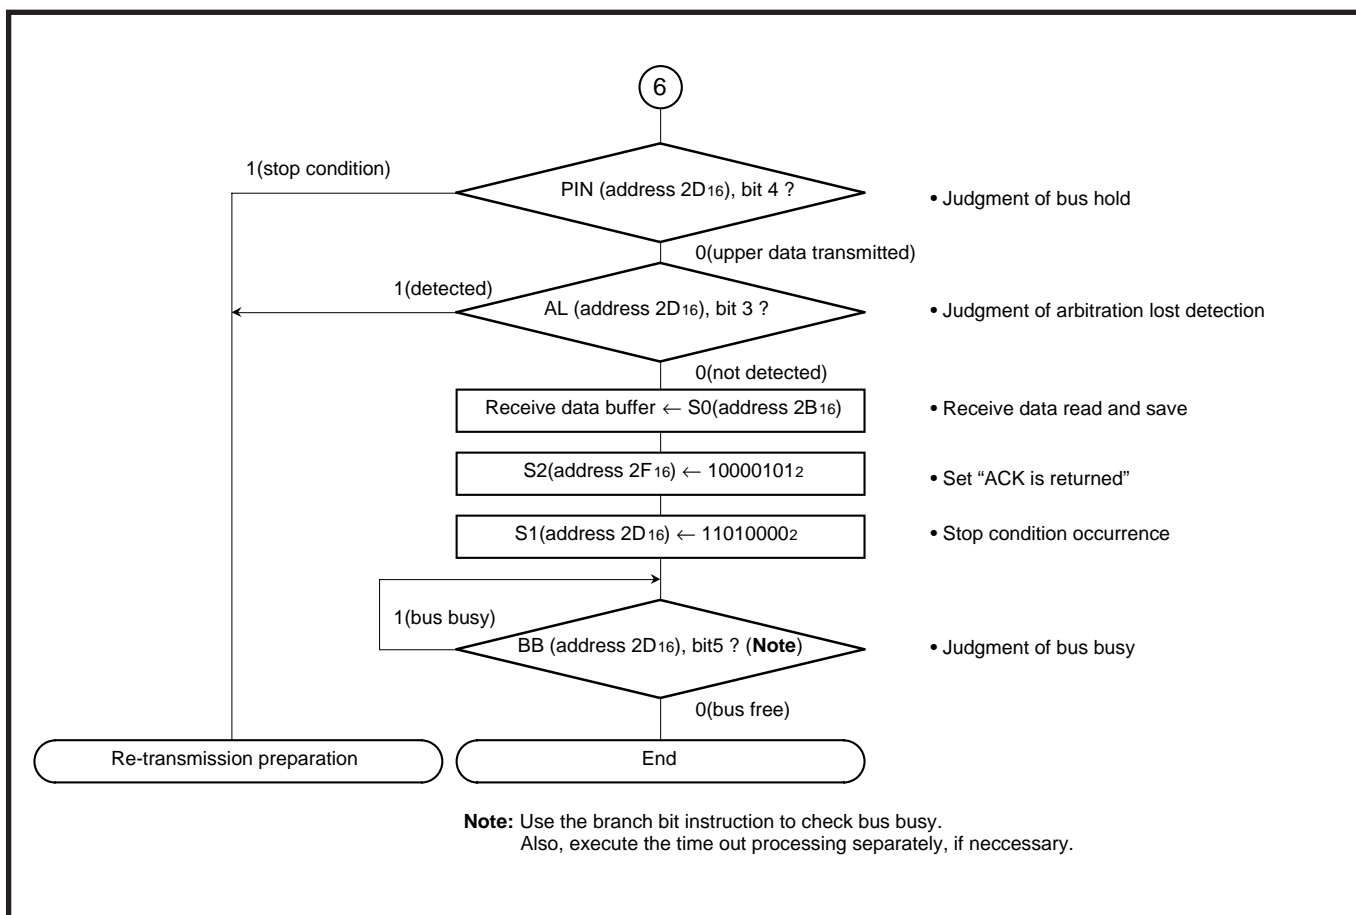 6
1(stop condition)
PIN (address 2D16), bit 4 ?
• Judgment of bus hold
0(upper data transmitted)
1(detected)
AL (address 2D16), bit 3 ?
• Judgment of arbitration lost detection
0(not detected)
Receive data buffer ← S0(address 2B16)
• Receive data read and save
S2(address 2F16) ← 100001012
• Set “ACK is returned”
S1(address 2D16) ← 110100002
• Stop condition occurrence
1(bus busy)
BB (address 2D16), bit5 ? (Note)
• Judgment of bus busy
0(bus free)
Re-transmission preparation
End
Note: Use the branch bit instruction to check bus busy.
Also, execute the time out processing separately, if neccessary.